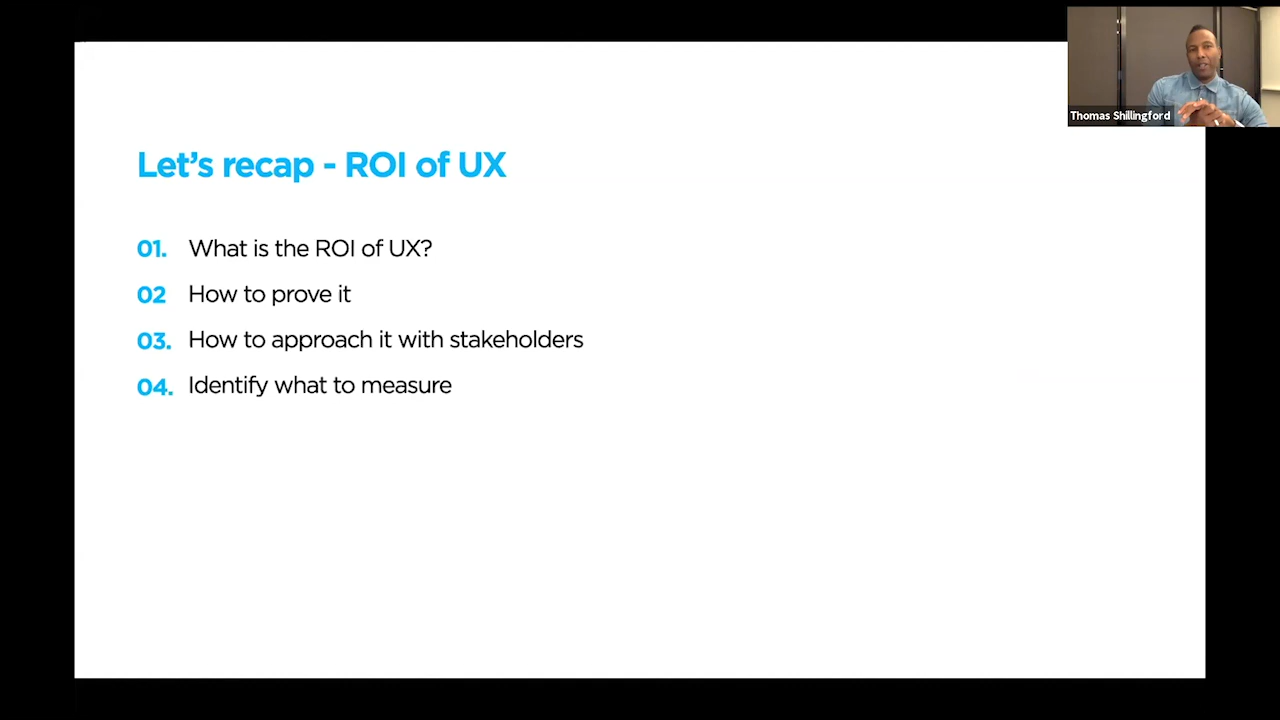 Let’s recap - ROI of UX
01. What is the ROI of UX?
02 How to prove it
03. How to approach it with stakeholders
04. Identify what to measure
Thomas Shillingford